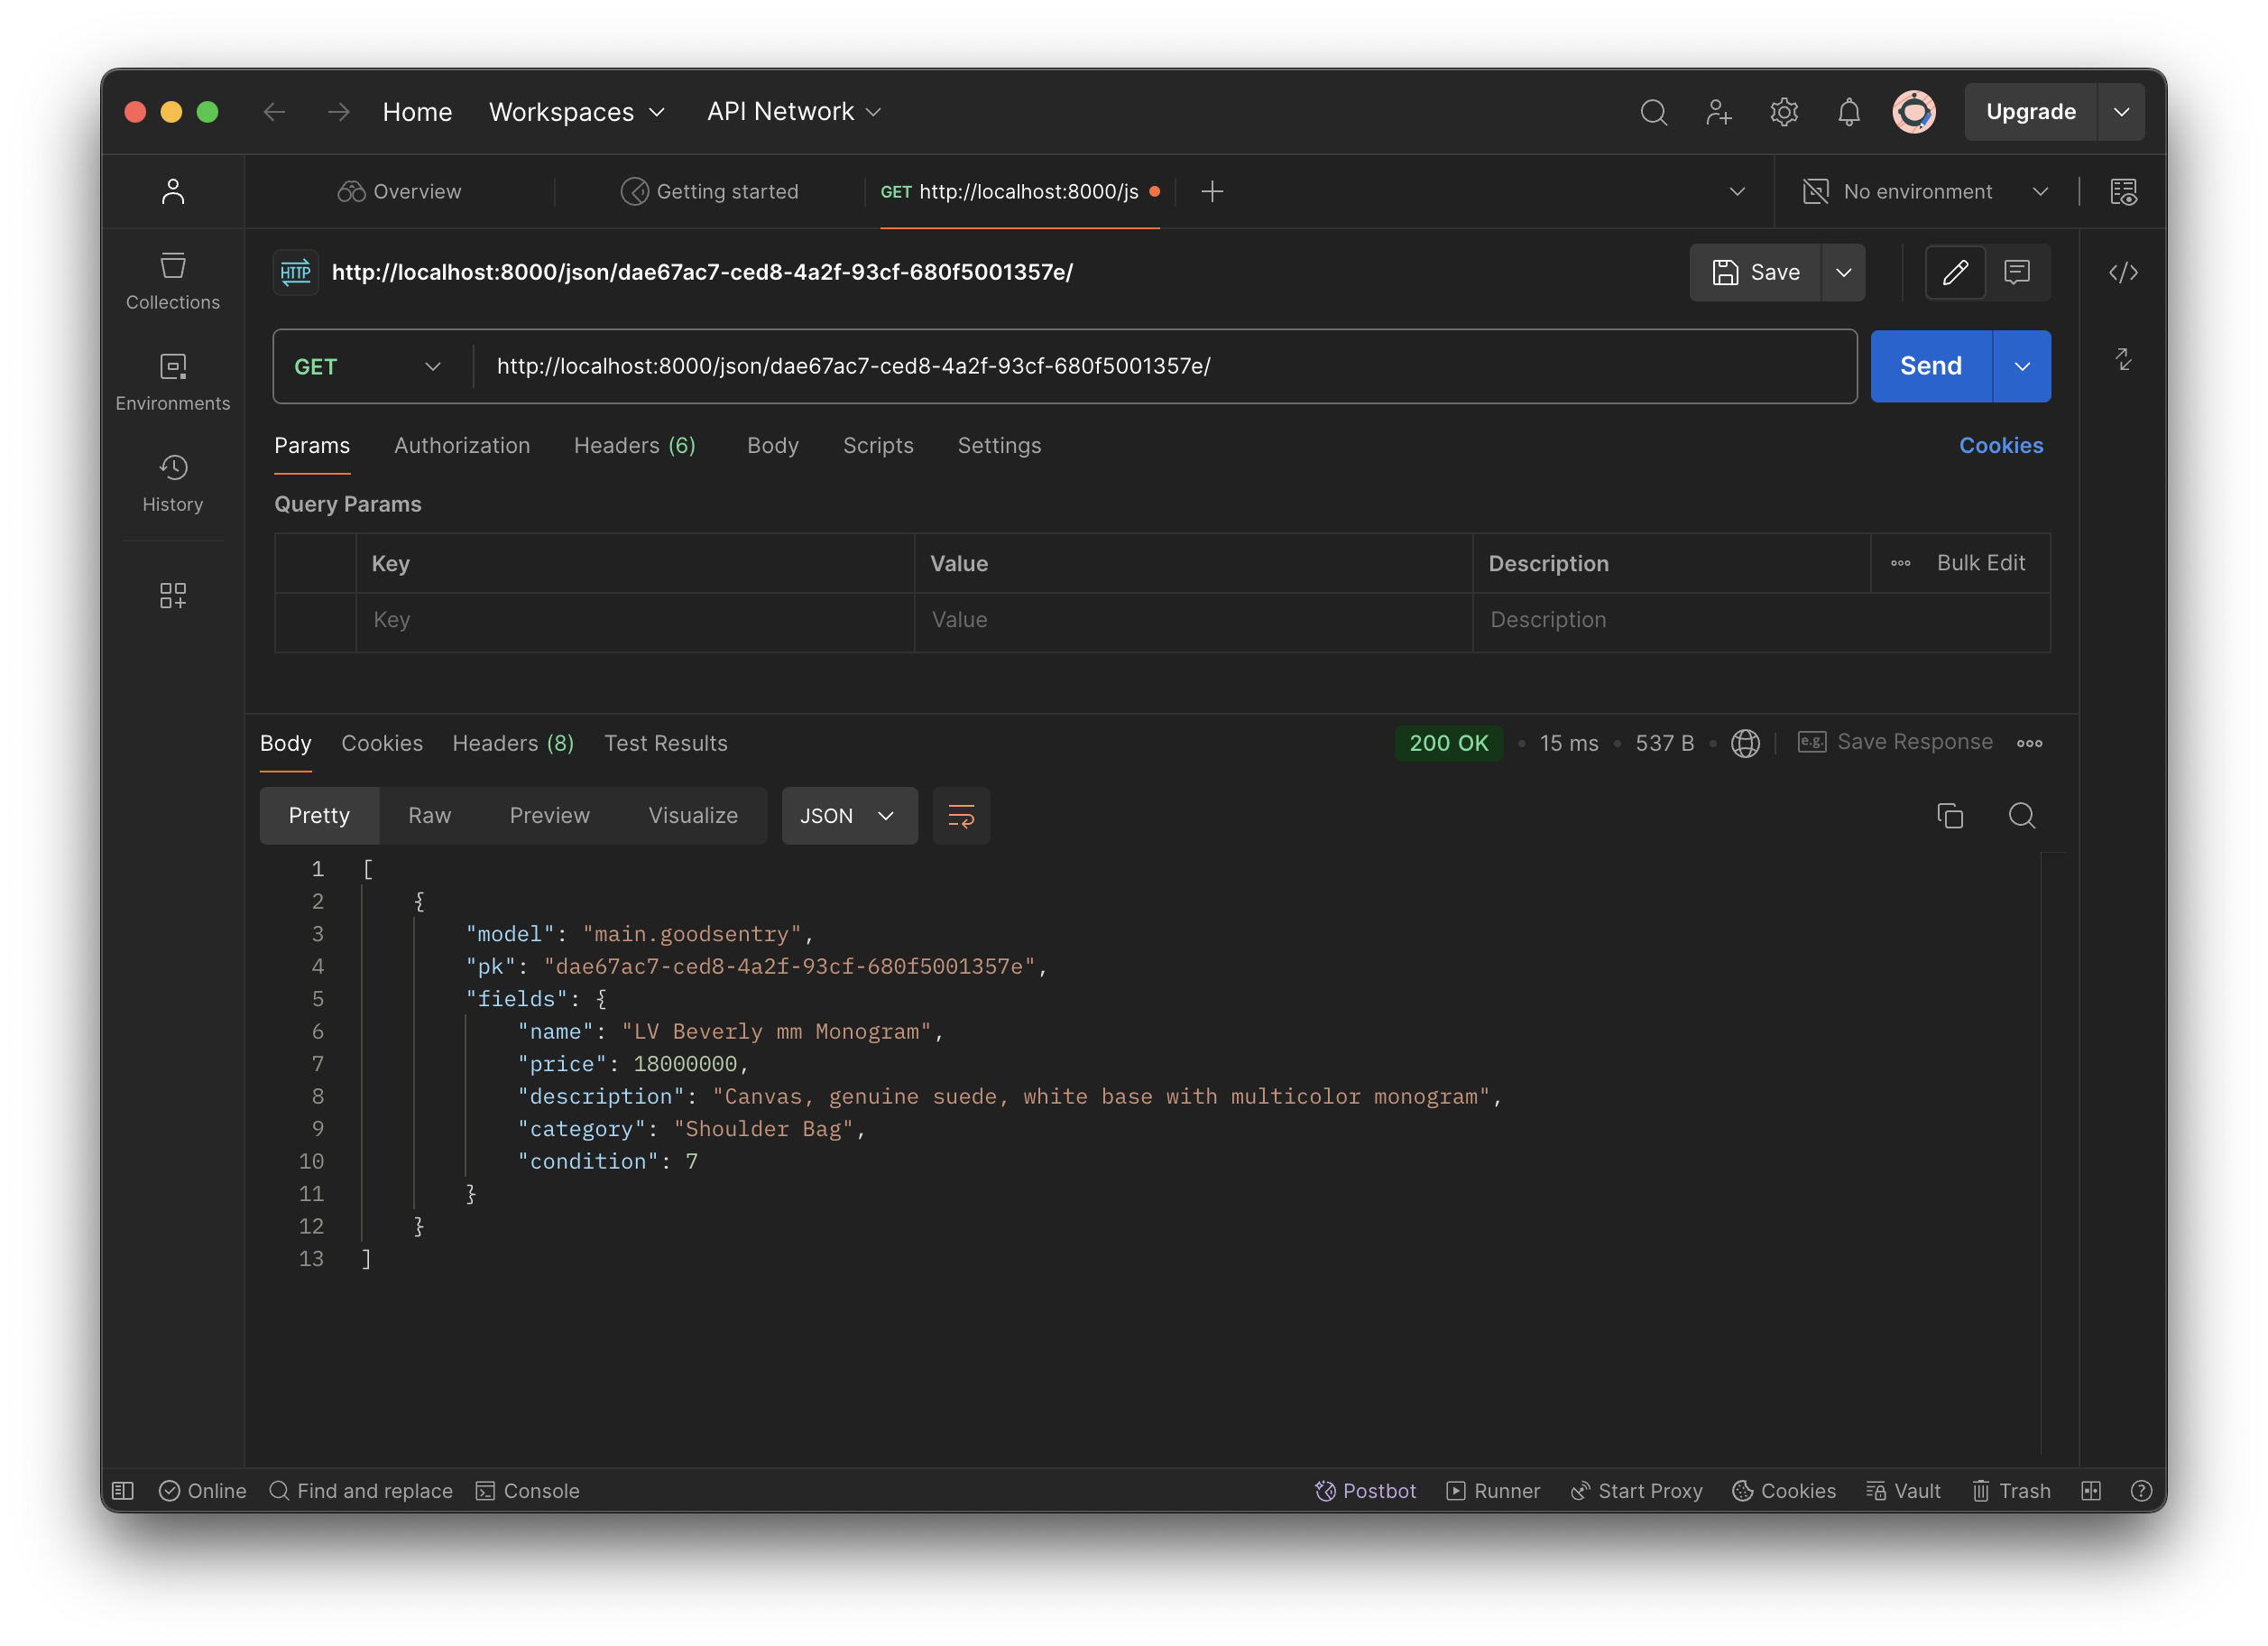 Home Workspaces API Network Upgrade
Overview Getting started GET http://localhost:8000/js No environment
Collections
Environments
History
HTTP http://localhost:8000/json/dae67ac7-ced8-4a2f-93cf-680f5001357e/ Save
GET http://localhost:8000/json/dae67ac7-ced8-4a2f-93cf-680f5001357e/ Send
Params Authorization Headers (6) Body Scripts Settings Cookies
Query Params
Key Value Description Bulk Edit
Key Value Description
Body Cookies Headers (8) Test Results 200 OK • 15 ms • 537 B • e.g. Save Response
Pretty Raw Preview Visualize JSON
1 [
2 {
3 "model": "main.goodsentry",
4 "pk": "dae67ac7-ced8-4a2f-93cf-680f5001357e",
5 "fields": {
6 "name": "LV Beverly mm Monogram",
7 "price": 18000000,
8 "description": "Canvas, genuine suede, white base with multicolor monogram",
9 "category": "Shoulder Bag",
10 "condition": 7
11 }
12 }
13 ]
Online Find and replace Console Postbot Runner Start Proxy Cookies Vault Trash